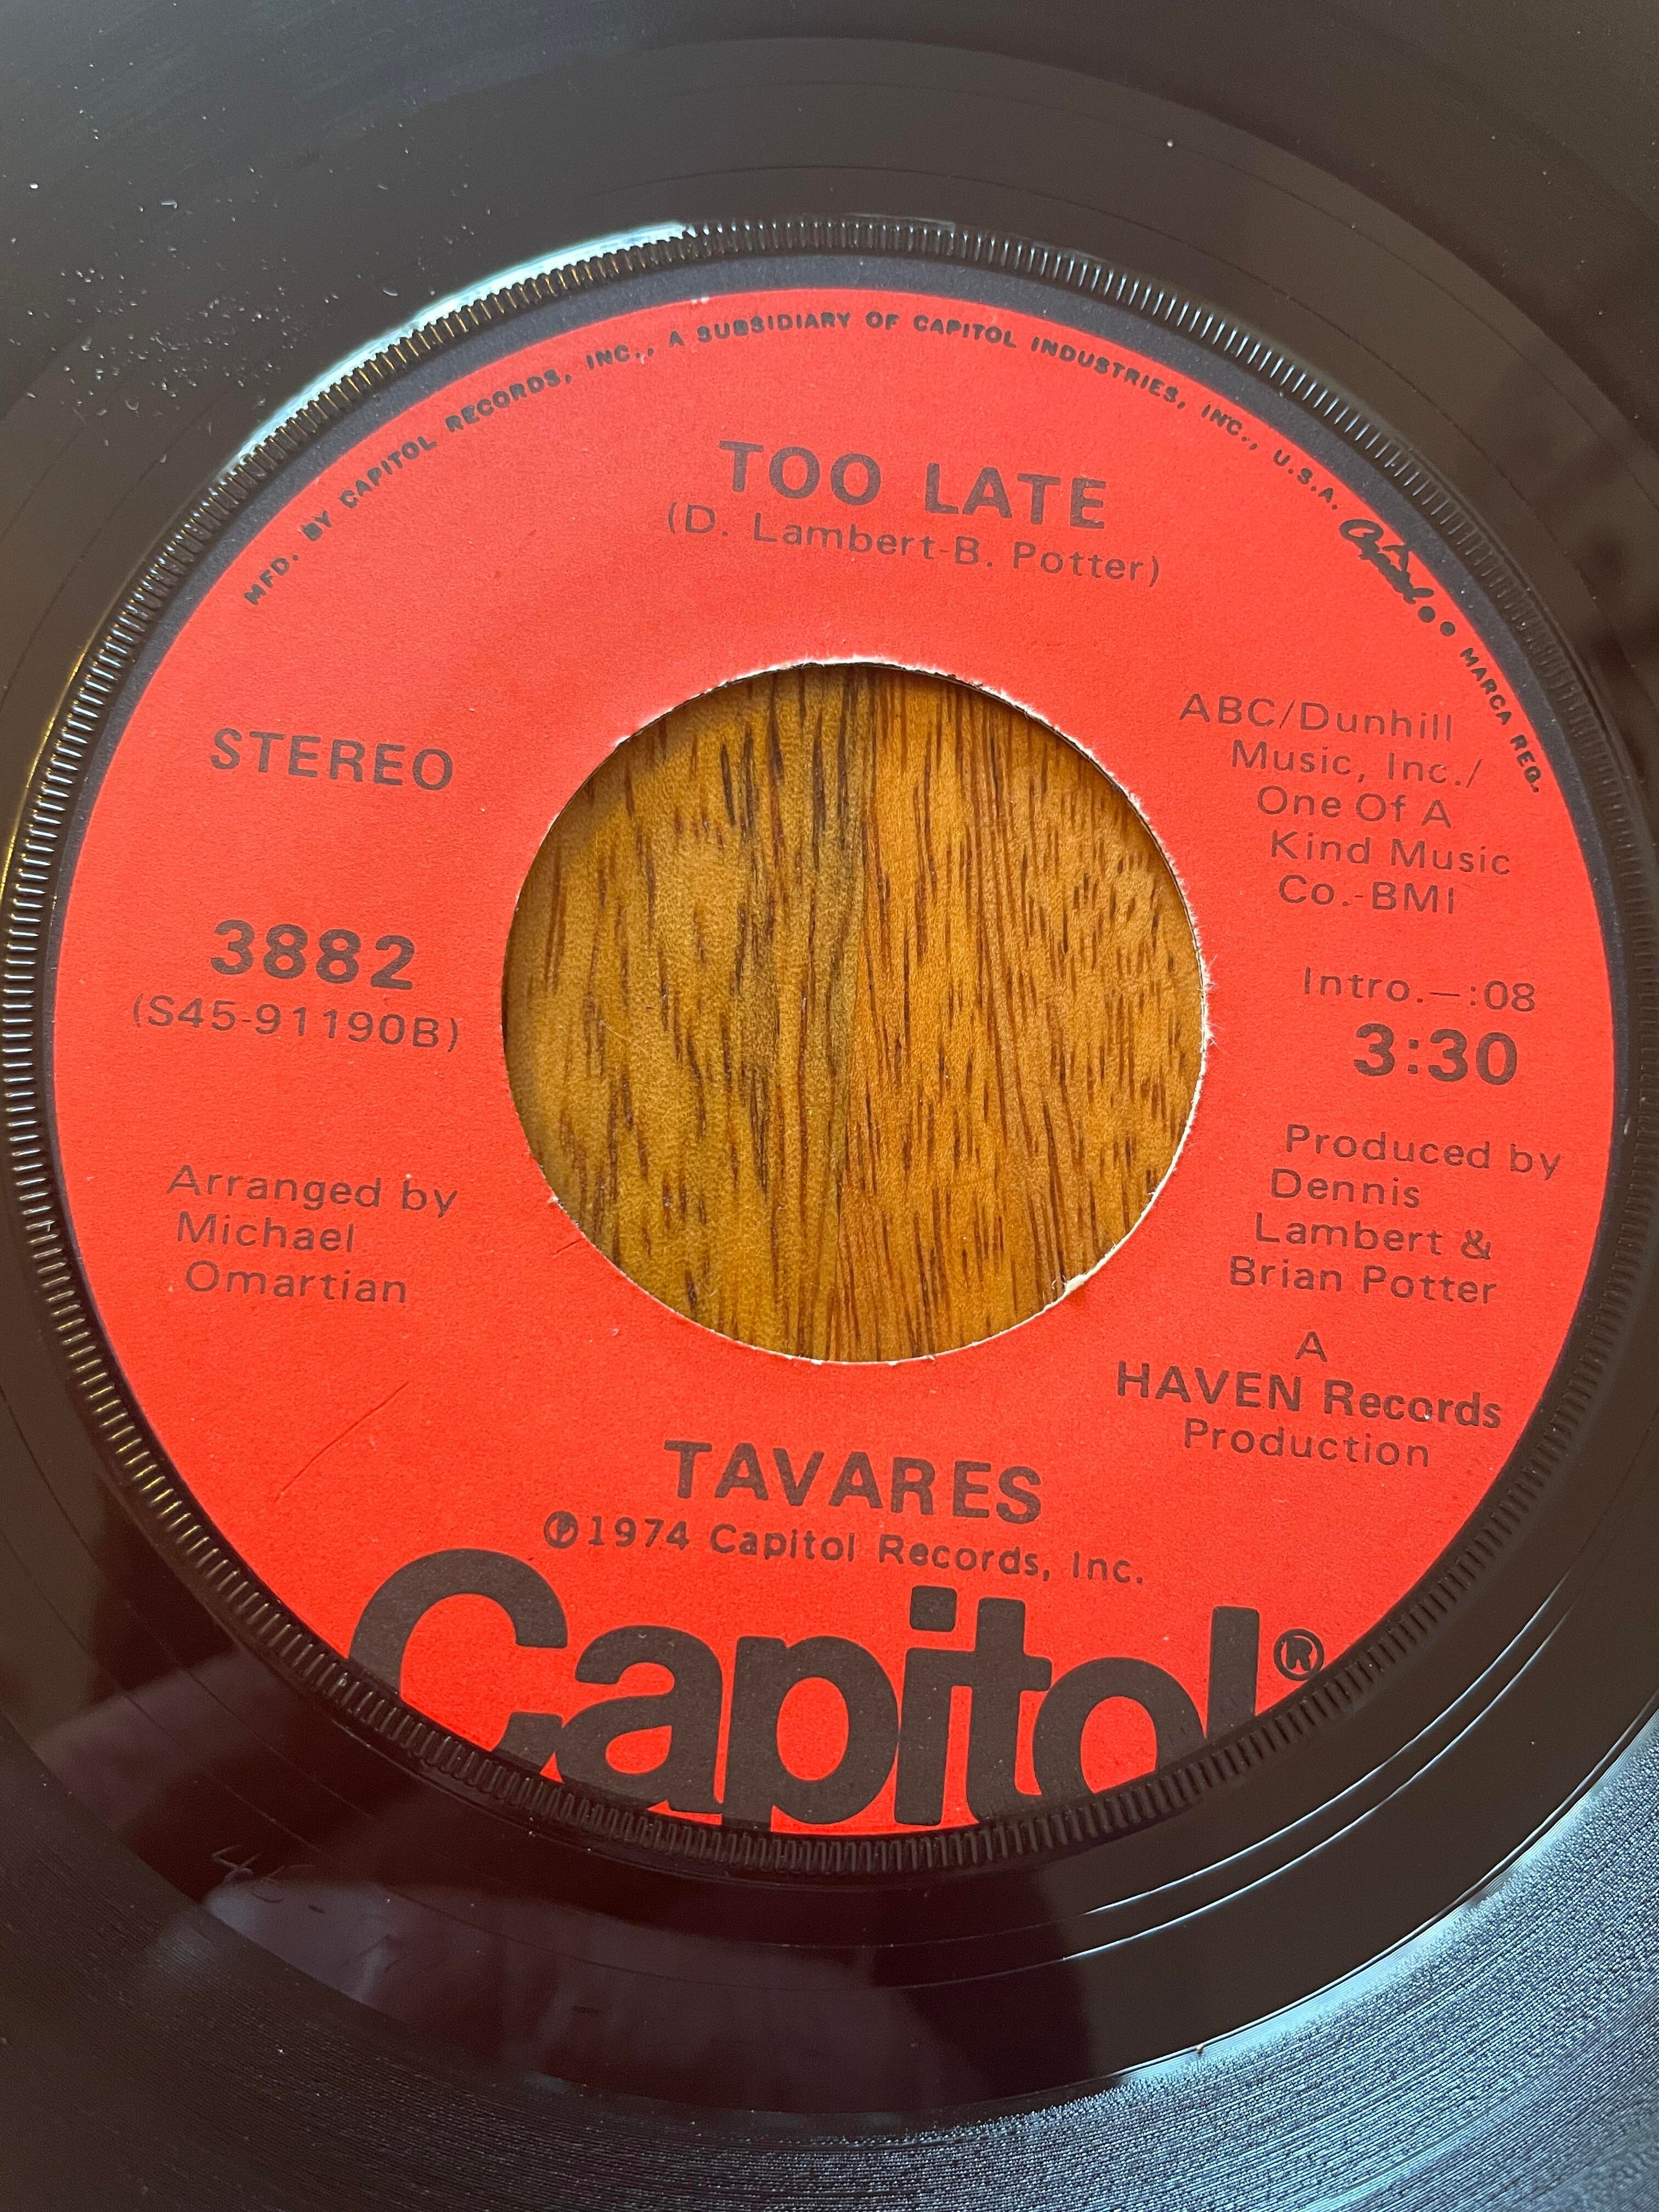 MFD. BY CAPITOL RECORDS, INC., A SUBSIDIARY OF CAPITOL INDUSTRIES, INC., U.S.A. Capitol • • MARCA REG.
TOO LATE
(D. Lambert-B. Potter)
STEREO
ABC/Dunhill
Music, Inc./
One Of A
Kind Music
Co.-BMI
3882
(S45-91190B)
Intro.—:08
3:30
Arranged by
Michael
Omartian
Produced by
Dennis
Lambert &
Brian Potter
A
HAVEN Records
Production
TAVARES
℗1974 Capitol Records, Inc.
Capitol®